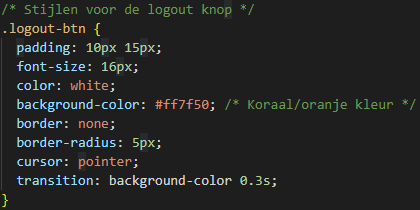 /* Stijlen voor de logout knop */
.logout-btn {
padding: 10px 15px;
font-size: 16px;
color: white;
background-color: #ff7f50; /* Koraal/oranje kleur */
border: none;
border-radius: 5px;
cursor: pointer;
transition: background-color 0.3s;
}